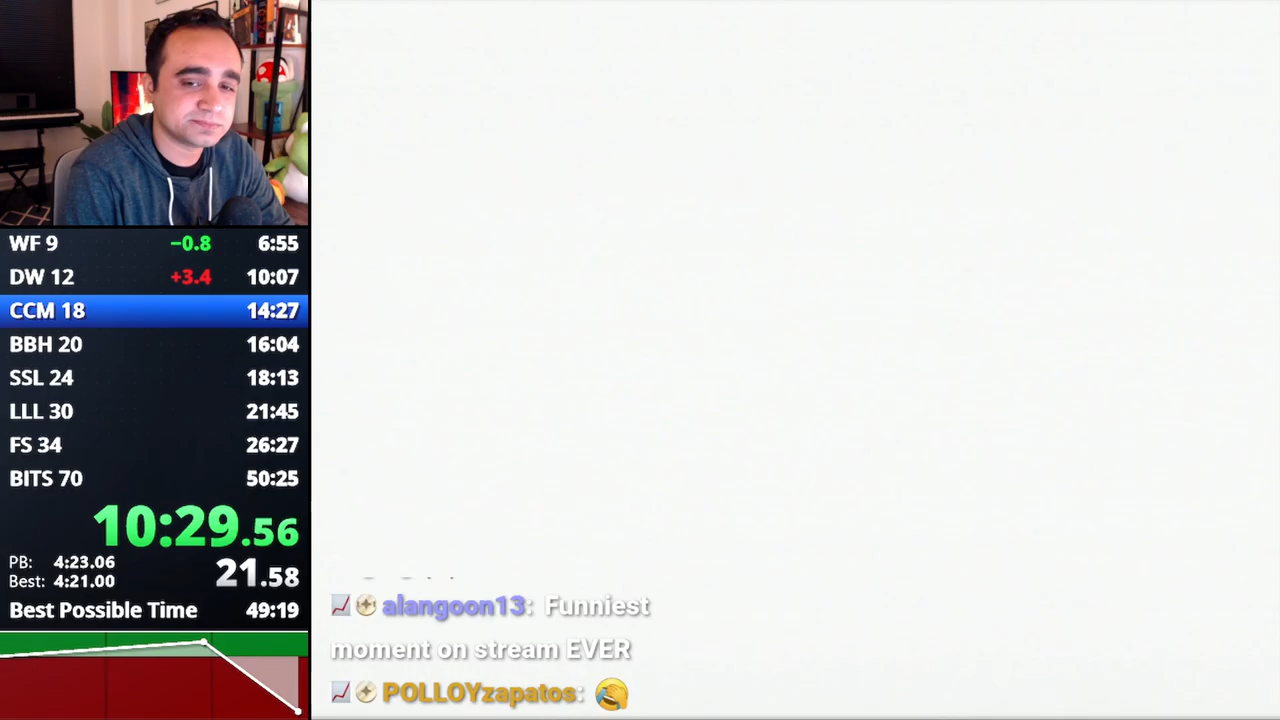 WF 9 −0.8 6:55
DW 12 +3.4 10:07
CCM 18 14:27
BBH 20 16:04
SSL 24 18:13
LLL 30 21:45
FS 34 26:27
BITS 70 50:25
10:29.56
PB: 4:23.06
Best: 4:21.00
21.58
Best Possible Time 49:19
alangoon13: Funniest
moment on stream EVER
POLLOYzapatos: 🤣